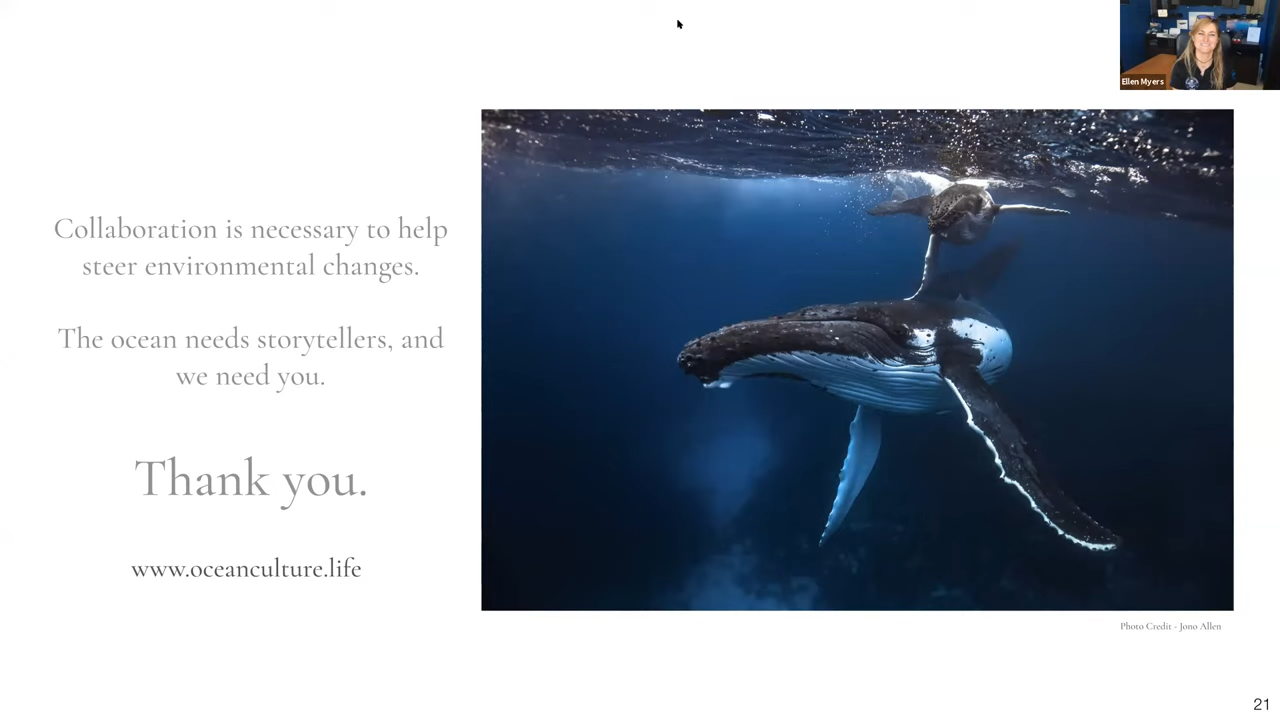 Ellen Myers
Collaboration is necessary to help
steer environmental changes.
The ocean needs storytellers, and
we need you.
Thank you.
www.oceanculture.life
Photo Credit - Jono Allen
21